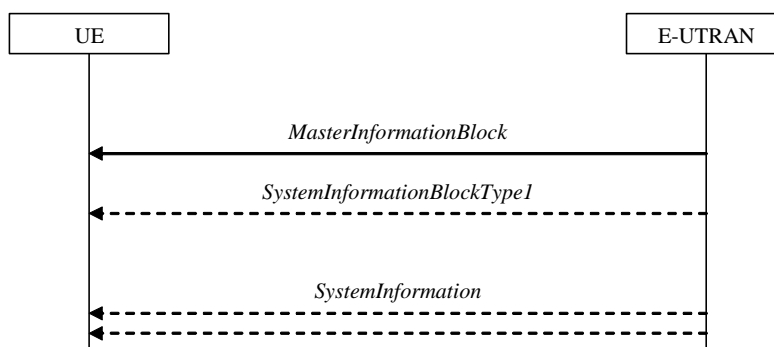 UE
E-UTRAN
MasterInformationBlock
SystemInformationBlockType1
SystemInformation